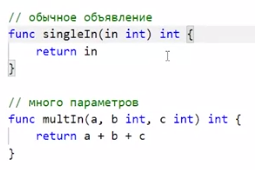 // обычное объявление
func singleIn(in int) int {
return in
}
// много параметров
func multIn(a, b int, c int) int {
return a + b + c
}